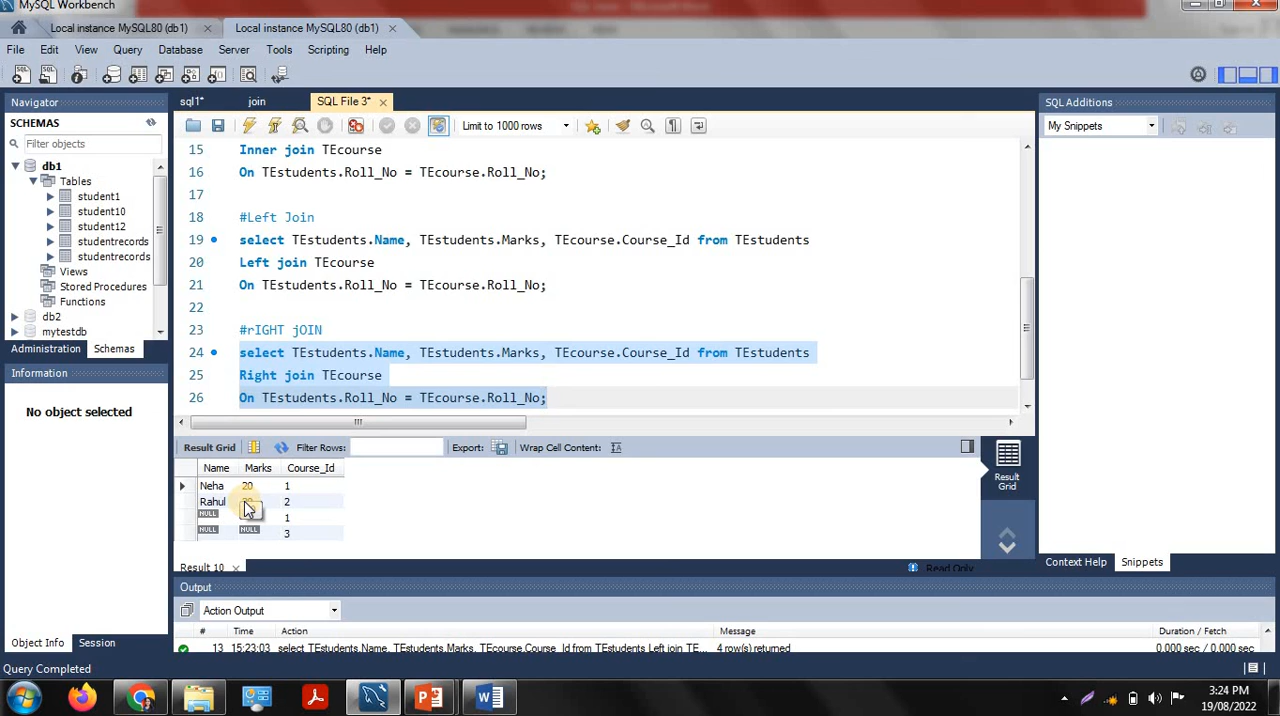 MySQL Workbench
Local instance MySQL80 (db1)
Local instance MySQL80 (db1)
File Edit View Query Database Server Tools Scripting Help
Navigator
SCHEMAS
Filter objects
db1
Tables
student1
student10
student12
studentrecords
studentrecords
Views
Stored Procedures
Functions
db2
mytestdb
Administration Schemas
Information
No object selected
Object Info Session
Query Completed
sql1* join SQL File 3*
Limit to 1000 rows
15 Inner join TEcourse
16 On TEstudents.Roll_No = TEcourse.Roll_No;
17
18 #Left Join
19 select TEstudents.Name, TEstudents.Marks, TEcourse.Course_Id from TEstudents
20 Left join TEcourse
21 On TEstudents.Roll_No = TEcourse.Roll_No;
22
23 #rIGHT jOIN
24 select TEstudents.Name, TEstudents.Marks, TEcourse.Course_Id from TEstudents
25 Right join TEcourse
26 On TEstudents.Roll_No = TEcourse.Roll_No;
Result Grid Filter Rows: Export: Wrap Cell Content:
Name Marks Course_Id
Neha 20 1
Rahul 2
NULL 1
NULL NULL 3
Result Grid
Result 10
Read Only
Output
Action Output
# Time Action Message Duration / Fetch
13 15:23:03 select TEstudents.Name, TEstudents.Marks, TEcourse.Course_Id from TEstudents Left join TE... 4 row(s) returned 0.000 sec / 0.000 sec
SQL Additions
My Snippets
Context Help Snippets
3:24 PM
19/08/2022